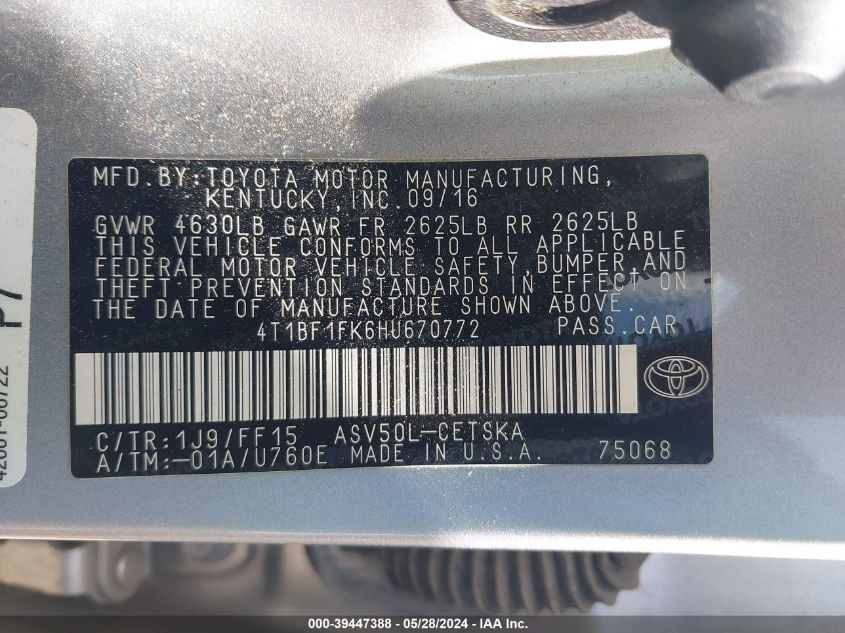 MFD.BY:TOYOTA MOTOR MANUFACTURING,
KENTUCKY,INC.09/16
GVWR 4630LB GAWR FR 2625LB RR 2625LB
THIS VEHICLE CONFORMS TO ALL APPLICABLE
FEDERAL MOTOR VEHICLE SAFETY,BUMPER,AND
THEFT PREVENTION STANDARDS IN EFFECT ON
THE DATE OF MANUFACTURE SHOWN ABOVE.
4T1BF1FK6HU670772 PASS.CAR
C/TR:1J9/FF15 ASV50L-CETSKA
A/TM:-01A/U760E MADE IN U.S.A. 75068
P7
000-39447388 | 05/28/2024 - IAA Inc.